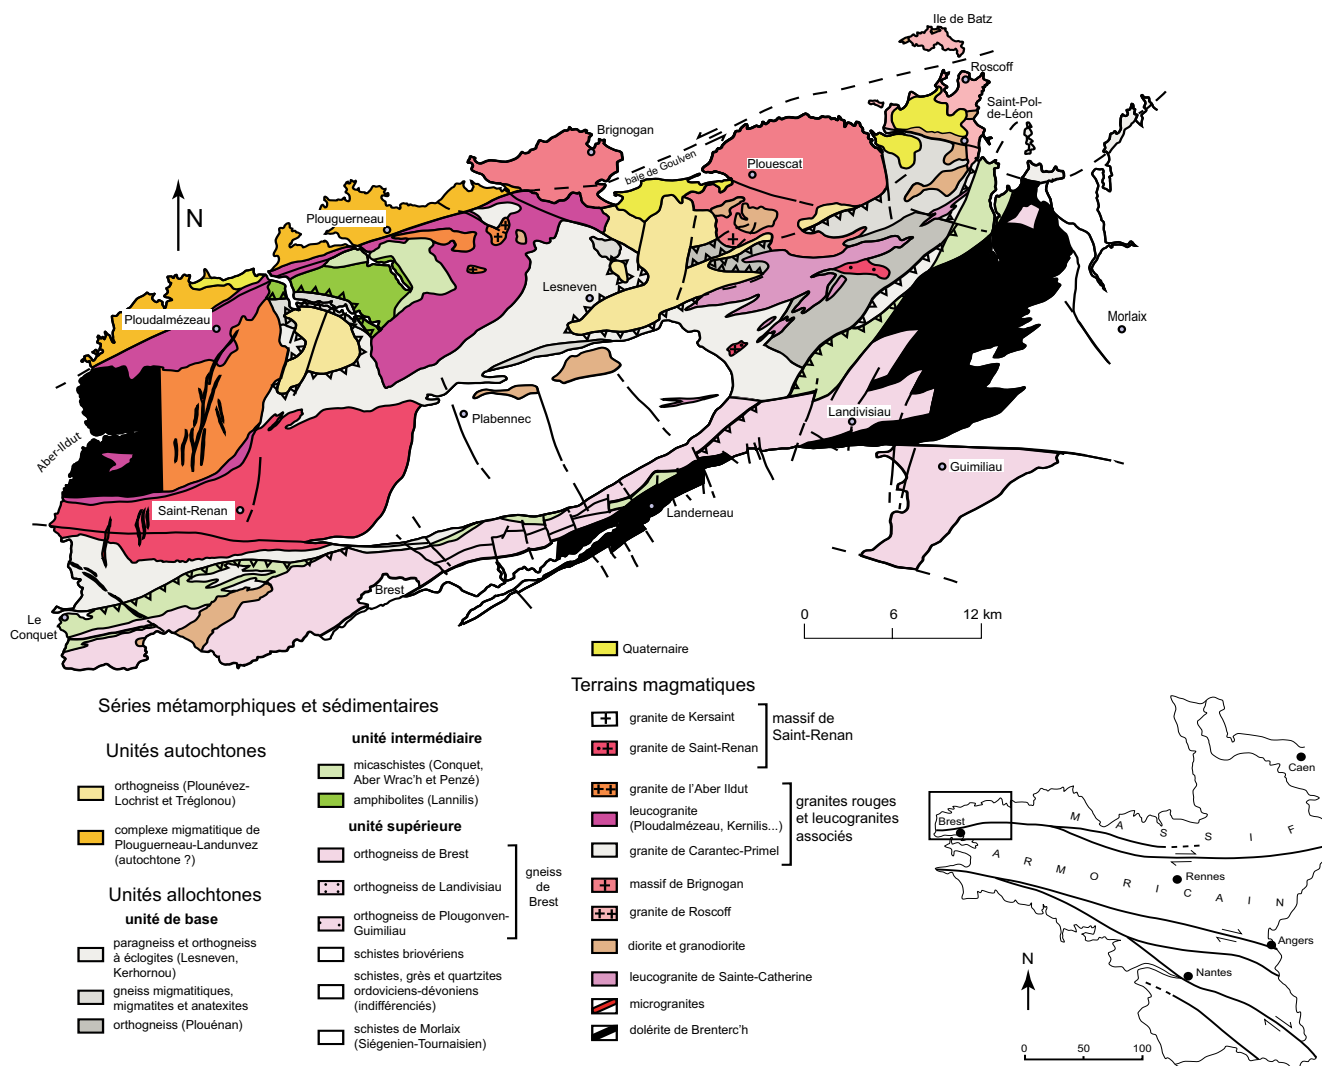 Ile de Batz
Roscoff
Saint-Pol-
de-Léon
Brignogan
baie de Goulven
Plouescat
N
Plouguerneau
Lesneven
Ploudalmézeau
Morlaix
Plabennec
Landivisiau
Aber-Ildut
Guimiliau
Saint-Renan
Landerneau
Brest
Le
Conquet
0 6 12 km
Quaternaire
Séries métamorphiques et sédimentaires
Unités autochtones
orthogneiss (Plounévez-
Lochrist et Tréglonou)
complexe migmatitique de
Plouguerneau-Landunvez
(autochtone ?)
Unités allochtones
unité de base
paragneiss et orthogneiss
à éclogites (Lesneven,
Kerhornou)
gneiss migmatitiques,
migmatites et anatexites
orthogneiss (Plouénan)
unité intermédiaire
micaschistes (Conquet,
Aber Wrac'h et Penzé)
amphibolites (Lannilis)
unité supérieure
orthogneiss de Brest
orthogneiss de Landivisiau
orthogneiss de Plougonven-
Guimiliau
gneiss
de
Brest
schistes briovériens
schistes, grès et quartzites
ordoviciens-dévoniens
(indifférenciés)
schistes de Morlaix
(Siégenien-Tournaisien)
Terrains magmatiques
granite de Kersaint
granite de Saint-Renan
massif de
Saint-Renan
granite de l'Aber Ildut
leucogranite
(Ploudalmézeau, Kernilis...)
granite de Carantec-Primel
granites rouges
et leucogranites
associés
massif de Brignogan
granite de Roscoff
diorite et granodiorite
leucogranite de Sainte-Catherine
microgranites
dolérite de Brenterc'h
Caen
Brest
MASSIF
ARMORICAIN
Rennes
Angers
Nantes
N
0 50 100